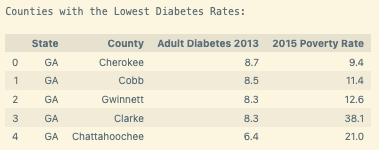 Counties with the Lowest Diabetes Rates:
State County Adult Diabetes 2013 2015 Poverty Rate
0 GA Cherokee 8.7 9.4
1 GA Cobb 8.5 11.4
2 GA Gwinnett 8.3 12.6
3 GA Clarke 8.3 38.1
4 GA Chattahoochee 6.4 21.0